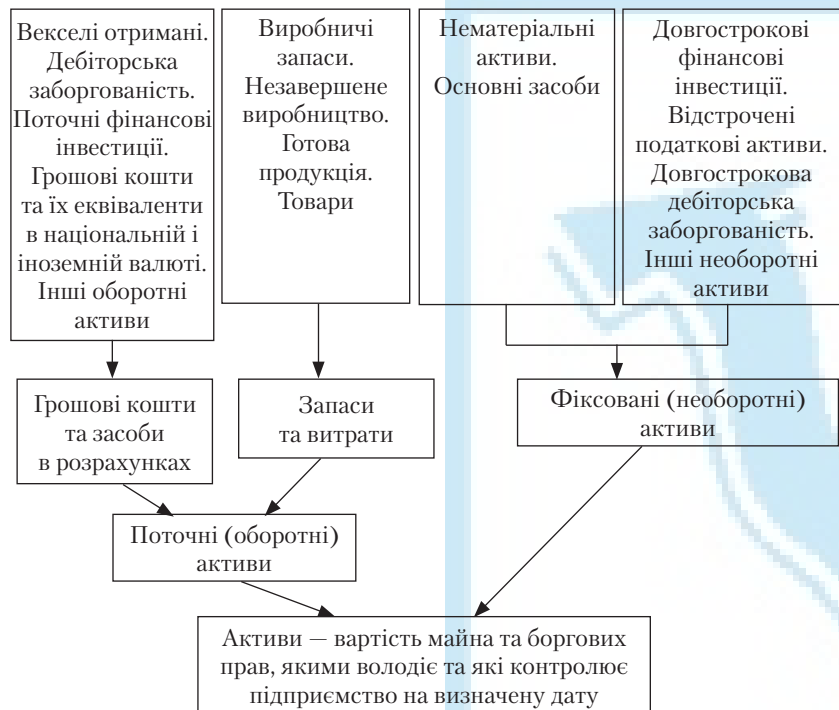 Векселі отримані.
Дебіторська
заборгованість.
Поточні фінансові
інвестиції.
Грошові кошти
та їх еквіваленти
в національній і
іноземній валюті.
Інші оборотні
активи
Виробничі
запаси.
Незавершене
виробництво.
Готова
продукція.
Товари
Нематеріальні
активи.
Основні засоби
Довгострокові
фінансові
інвестиції.
Відстрочені
податкові активи.
Довгострокова
дебіторська
заборгованість.
Інші необоротні
активи
Грошові кошти
та засоби
в розрахунках
Запаси
та витрати
Фіксовані (необоротні)
активи
Поточні (оборотні)
активи
Активи — вартість майна та боргових
прав, якими володіє та які контролює
підприємство на визначену дату